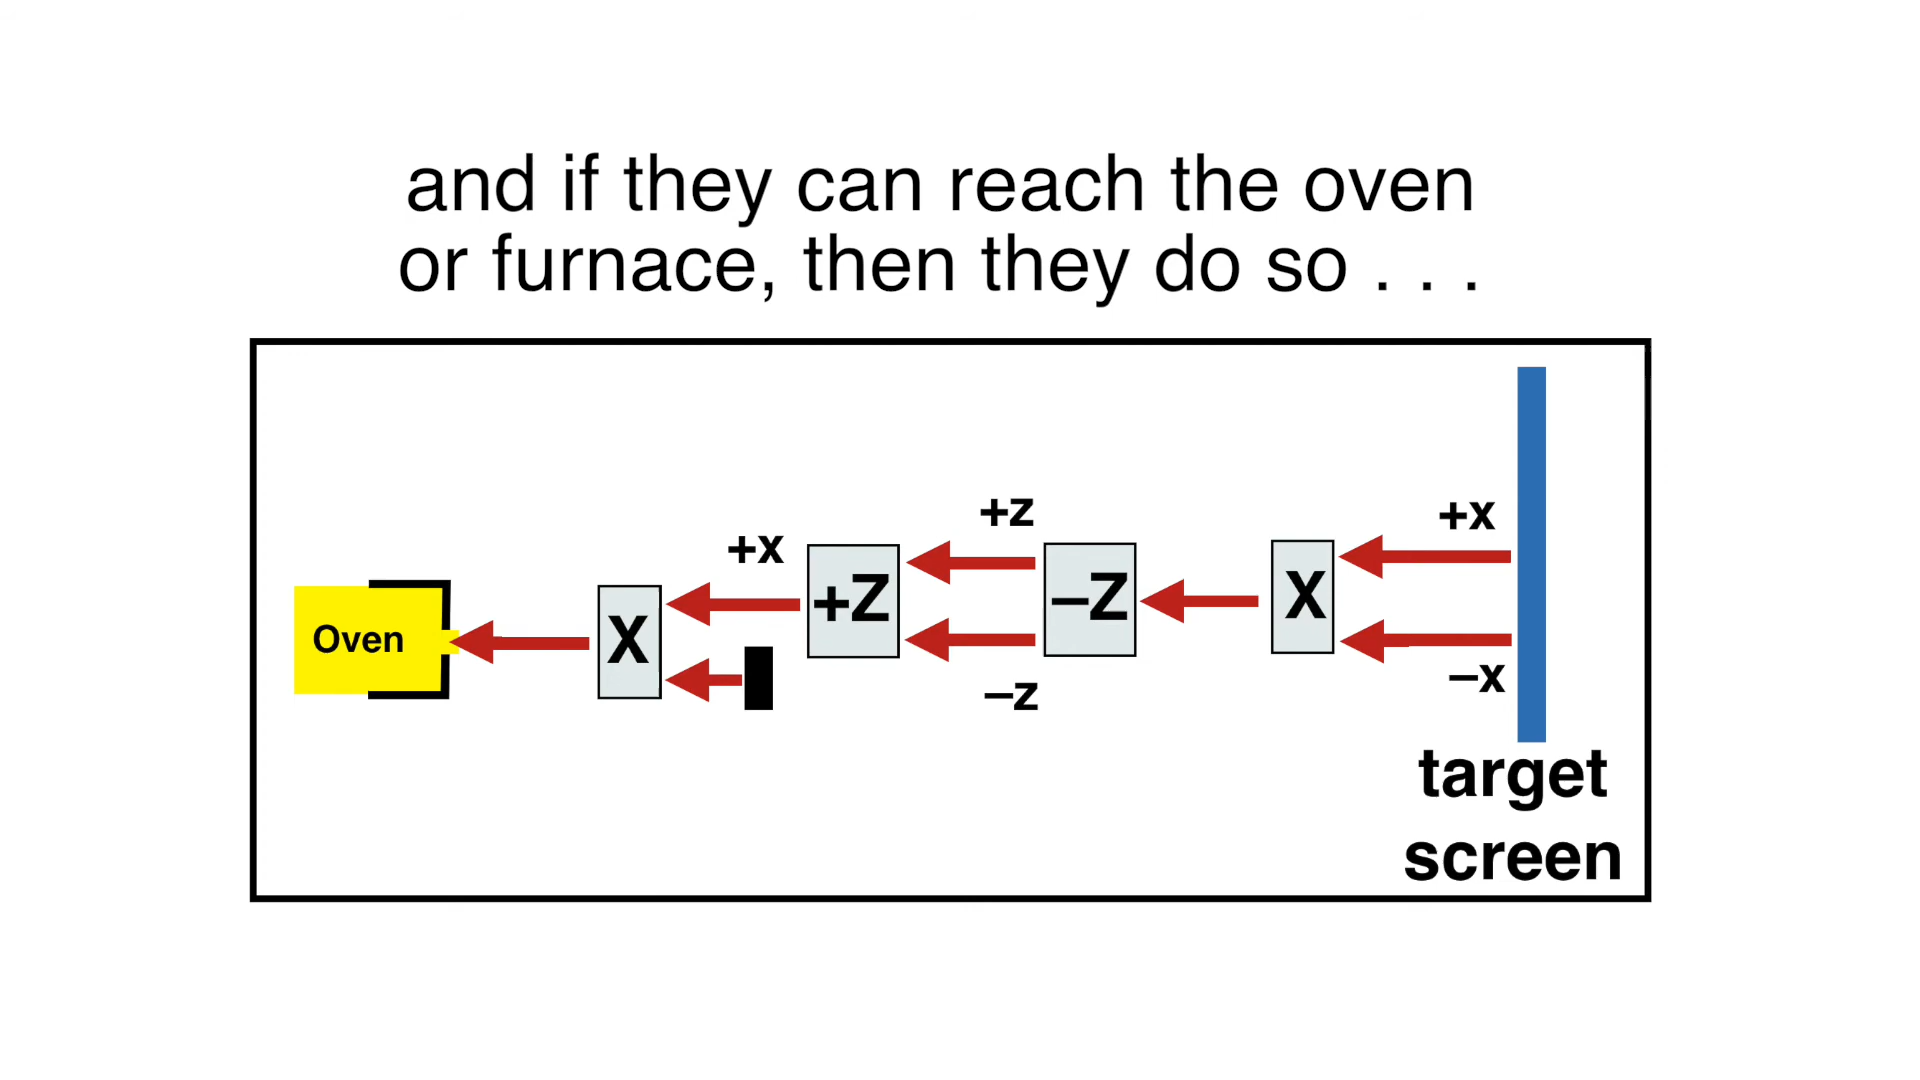 and if they can reach the oven
or furnace, then they do so . . .
+z
+x
+x
Oven
X
+Z
–Z
X
–z
–x
target
screen